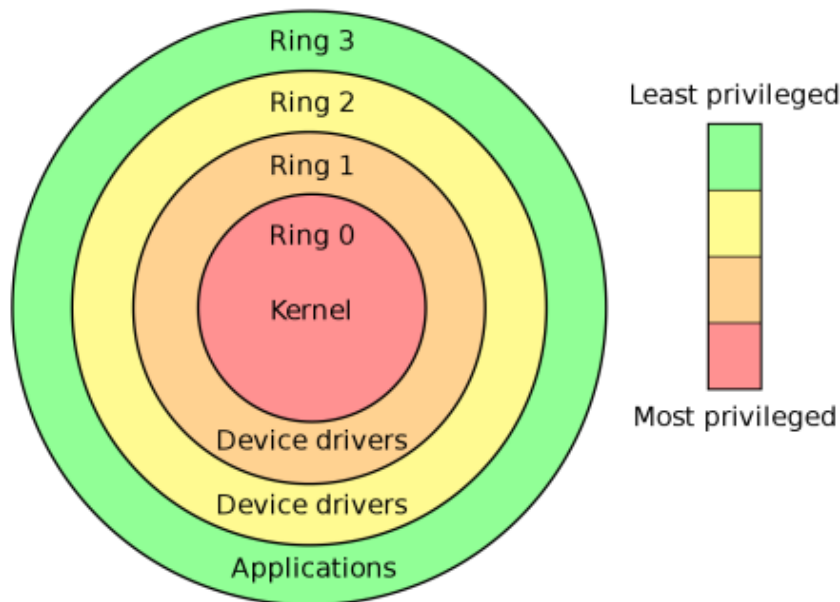 Ring 3
Ring 2
Ring 1
Ring 0
Kernel
Device drivers
Device drivers
Applications
Least privileged
Most privileged